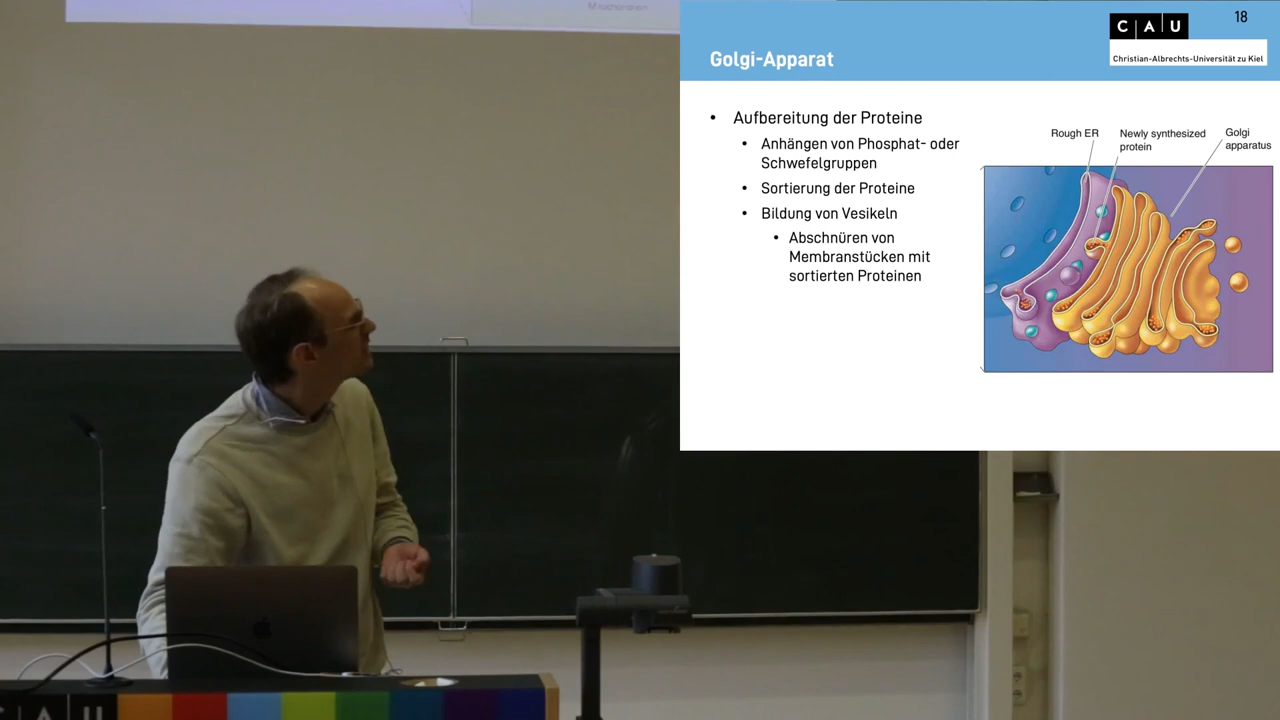 Mitochondrien
18
C A U
Christian-Albrechts-Universität zu Kiel
Golgi-Apparat
• Aufbereitung der Proteine
• Anhängen von Phosphat- oder
Schwefelgruppen
• Sortierung der Proteine
• Bildung von Vesikeln
• Abschnüren von
Membranstücken mit
sortierten Proteinen
Rough ER
Newly synthesized
protein
Golgi
apparatus
C A U